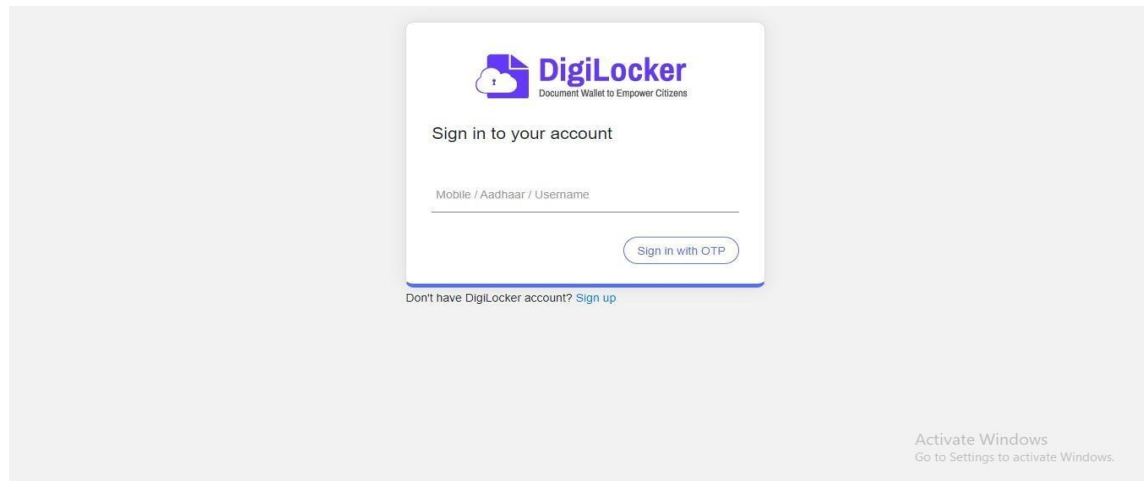 DigiLocker
Document Wallet to Empower Citizens
Sign in to your account
Mobile / Aadhaar / Username
Sign in with OTP
Don't have DigiLocker account? Sign up
Activate Windows
Go to Settings to activate Windows.